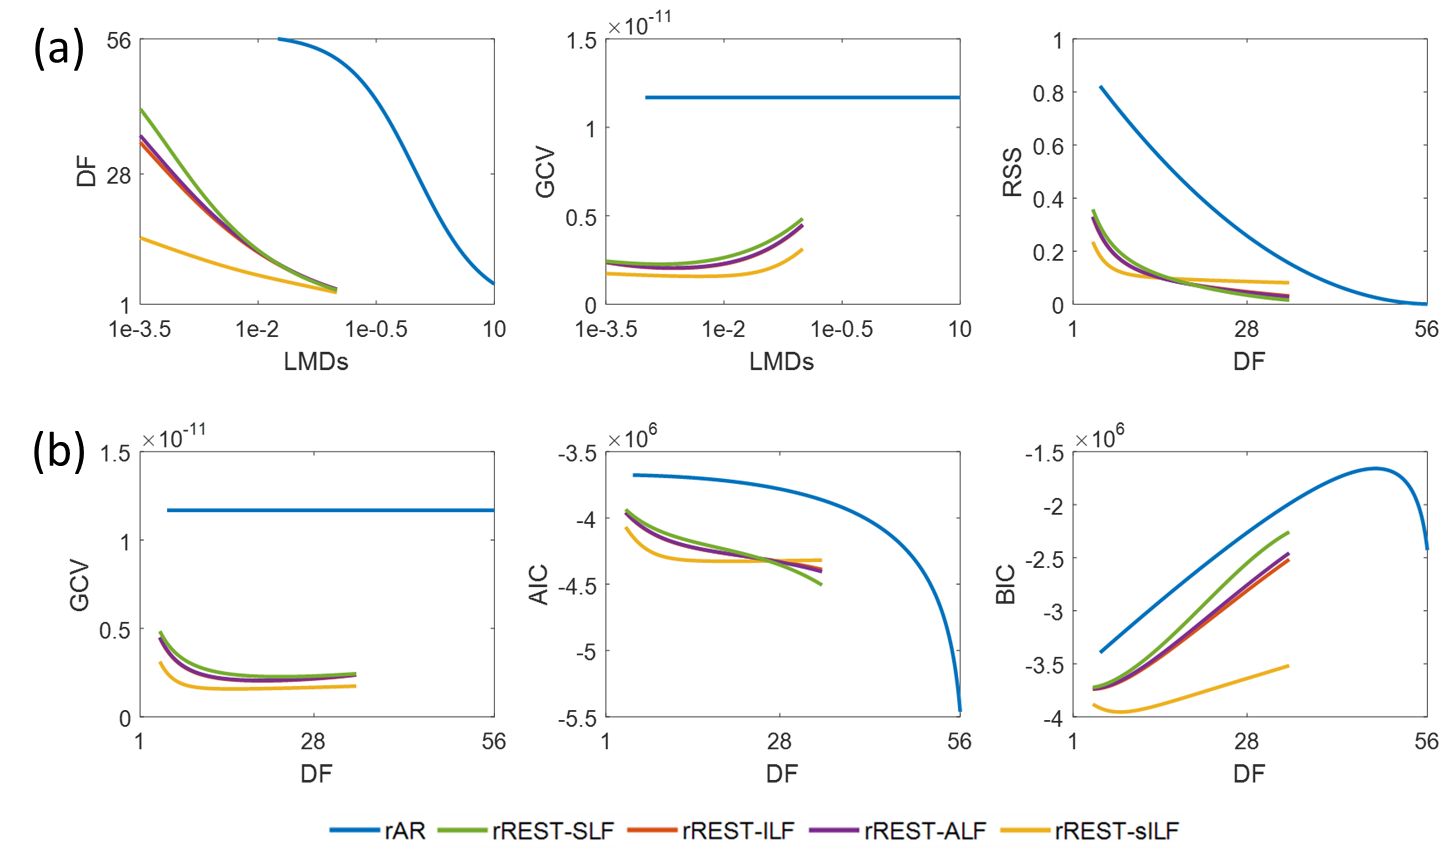 (a)
56
28
1
DF
1e-3.5 1e-2 1e-0.5 10
LMDs
×10-11
1.5
1
0.5
0
GCV
1e-3.5 1e-2 1e-0.5 10
LMDs
1
0.8
0.6
0.4
0.2
0
RSS
1 28 56
DF
(b)
×10-11
1.5
1
0.5
0
GCV
1 28 56
DF
×106
-3.5
-4
-4.5
-5
-5.5
AIC
1 28 56
DF
×106
-1.5
-2
-2.5
-3
-3.5
-4
BIC
1 28 56
DF
rAR rREST-SLF rREST-ILF rREST-ALF rREST-sILF